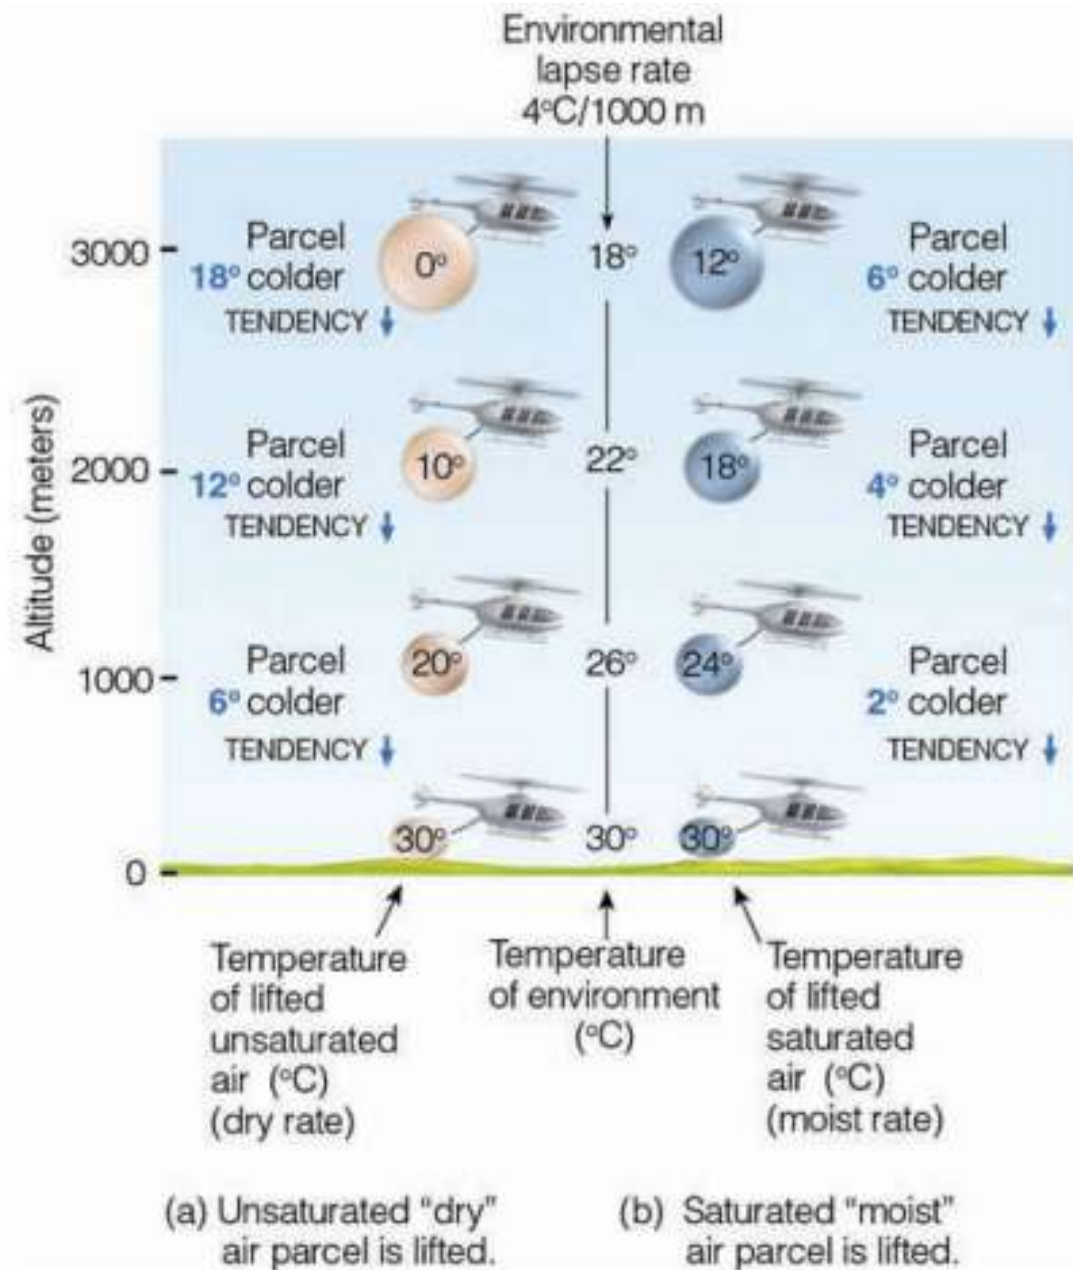 Environmental
lapse rate
4°C/1000 m
Altitude (meters)
3000
Parcel
18° colder
TENDENCY
0°
18°
12°
Parcel
6° colder
TENDENCY
2000
Parcel
12° colder
TENDENCY
10°
22°
18°
Parcel
4° colder
TENDENCY
1000
Parcel
6° colder
TENDENCY
20°
26°
24°
Parcel
2° colder
TENDENCY
0
30°
30°
30°
Temperature
of lifted
unsaturated
air (°C)
(dry rate)
Temperature
of environment
(°C)
Temperature
of lifted
saturated
air (°C)
(moist rate)
(a) Unsaturated “dry”
air parcel is lifted.
(b) Saturated “moist”
air parcel is lifted.